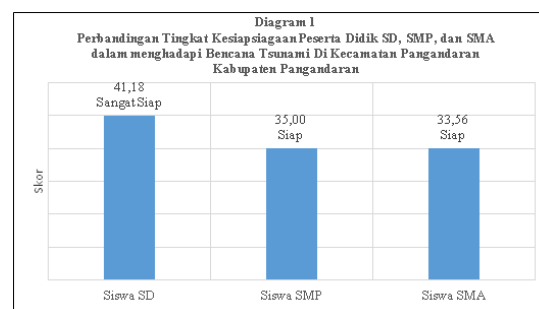 Diagram 1
Perbandingan Tingkat Kesiapsiagaan Peserta Didik SD, SMP, dan SMA
dalam menghadapi Bencana Tsunami Di Kecamatan Pangandaran
Kabupaten Pangandaran
41,18
Sangat Siap
35,00
Siap
33,56
Siap
Skor
Siswa SD
Siswa SMP
Siswa SMA